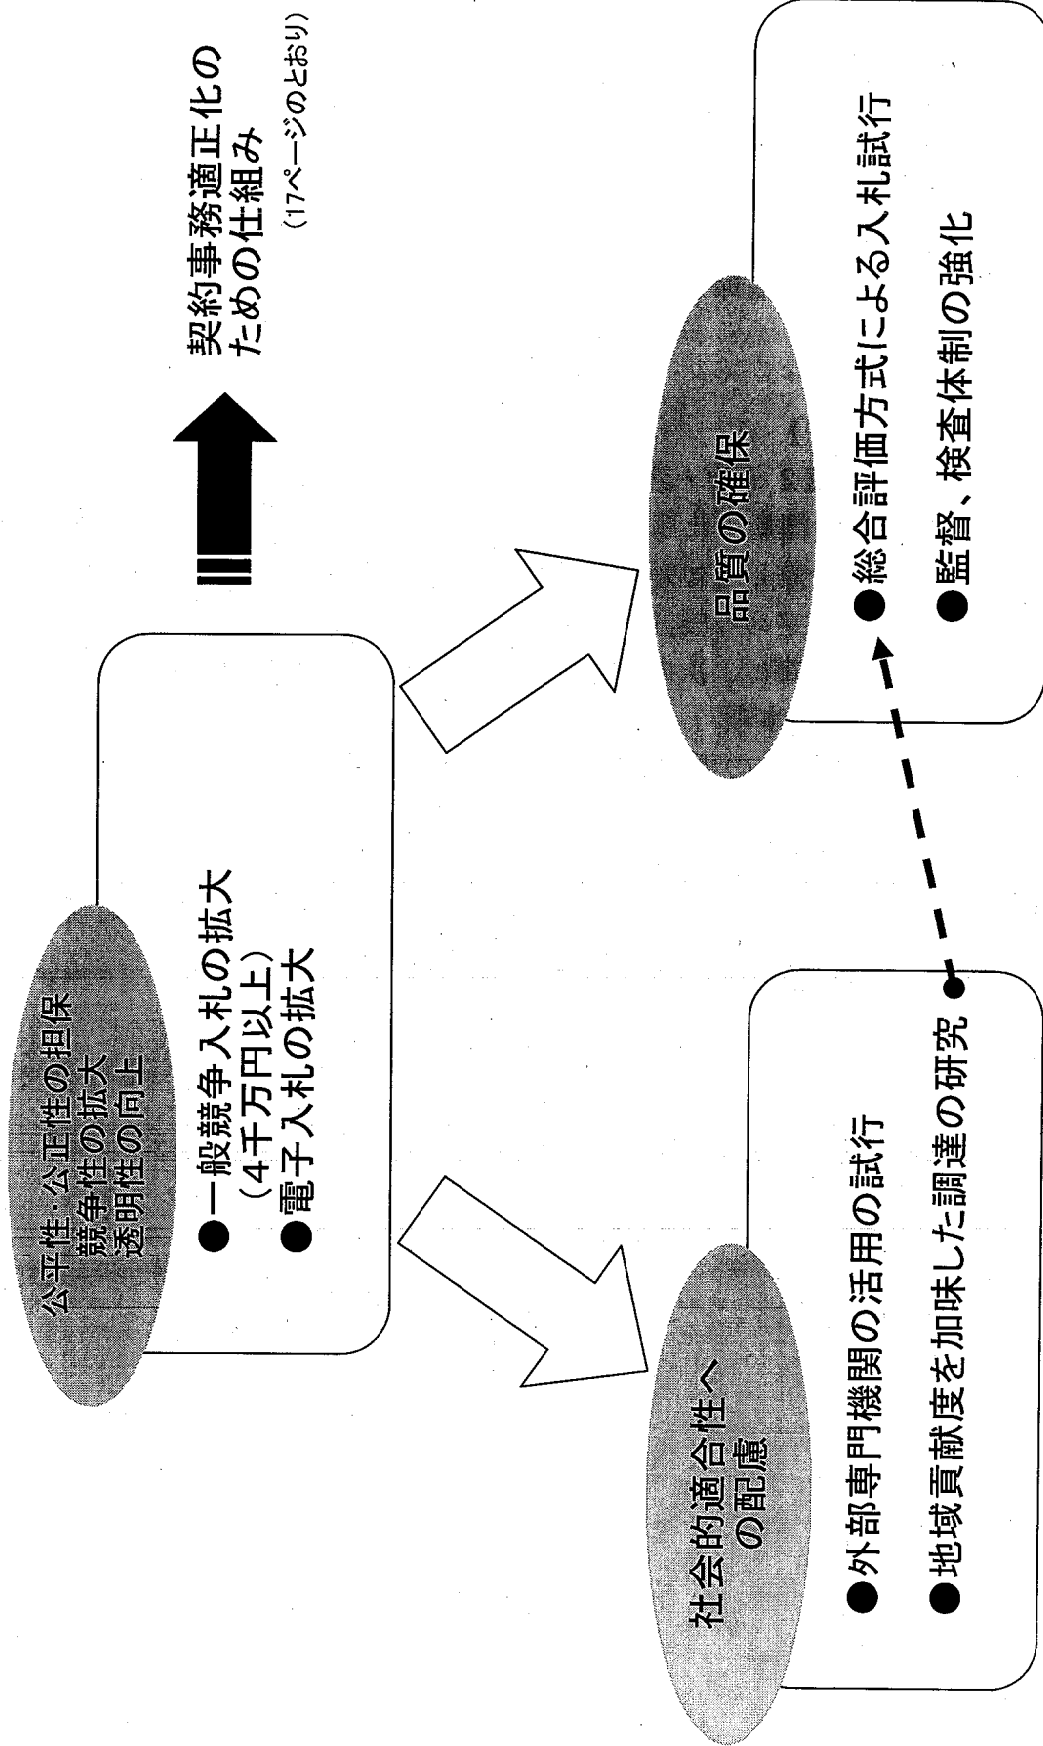 公平性・公正性の担保
競争性の拡大
透明性の向上
●一般競争入札の拡大
(4千万円以上)
●電子入札の拡大
契約事務適正化の
ための仕組み
(17ページのとおり)
社会的適合性へ
の配慮
●外部専門機関の活用の試行
●地域貢献度を加味した調達の研究
品質の確保
●総合評価方式による入札試行
●監督、検査体制の強化